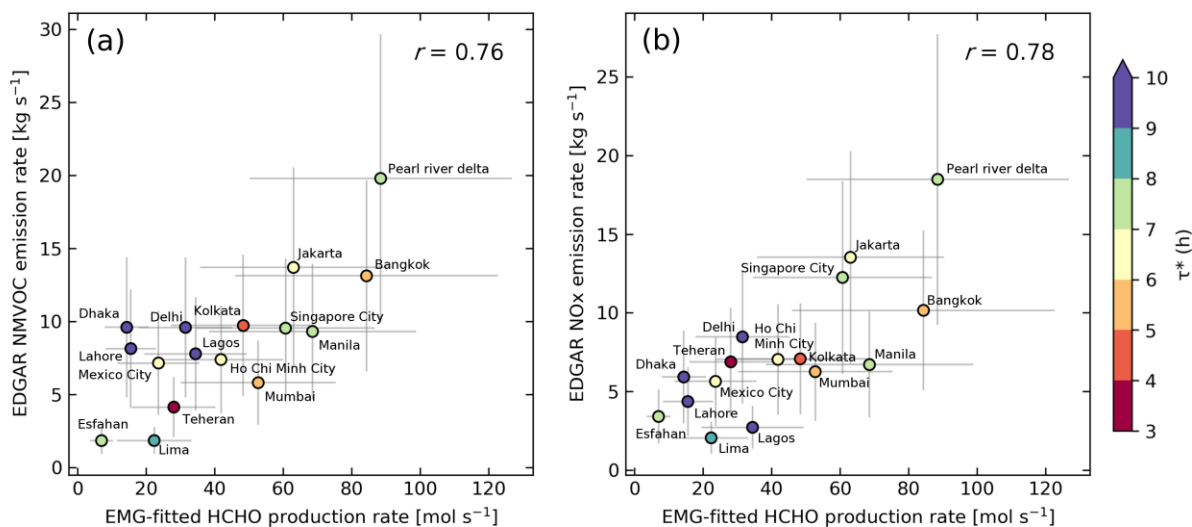 (a)
r = 0.76
EDGAR NMVOC emission rate [kg s⁻¹]
30
25
20
15
10
5
0
Pearl river delta
Jakarta
Bangkok
Dhaka
Delhi
Kolkata
Singapore City
Lahore
Lagos
Manila
Mexico City
Ho Chi Minh City
Mumbai
Teheran
Esfahan
Lima
0 20 40 60 80 100 120
EMG-fitted HCHO production rate [mol s⁻¹]
(b)
r = 0.78
EDGAR NOx emission rate [kg s⁻¹]
25
20
15
10
5
0
Pearl river delta
Jakarta
Singapore City
Bangkok
Delhi
Ho Chi
Minh City
Teheran
Dhaka
Kolkata
Manila
Mumbai
Mexico City
Lahore
Esfahan
Lagos
Lima
0 20 40 60 80 100 120
EMG-fitted HCHO production rate [mol s⁻¹]
10
9
8
7
6
5
4
3
τ* (h)